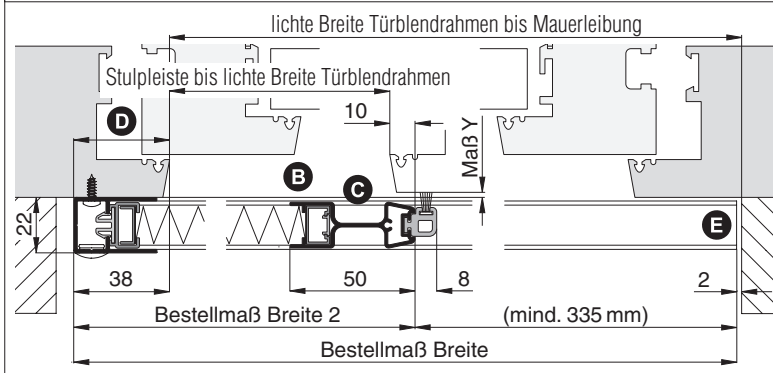 lichte Breite Türblendrahmen bis Mauerleibung
Stulpleiste bis lichte Breite Türblendrahmen
D
10
Maß Y
B
C
E
22
38
50
8
2
Bestellmaß Breite 2
(mind. 335 mm)
Bestellmaß Breite